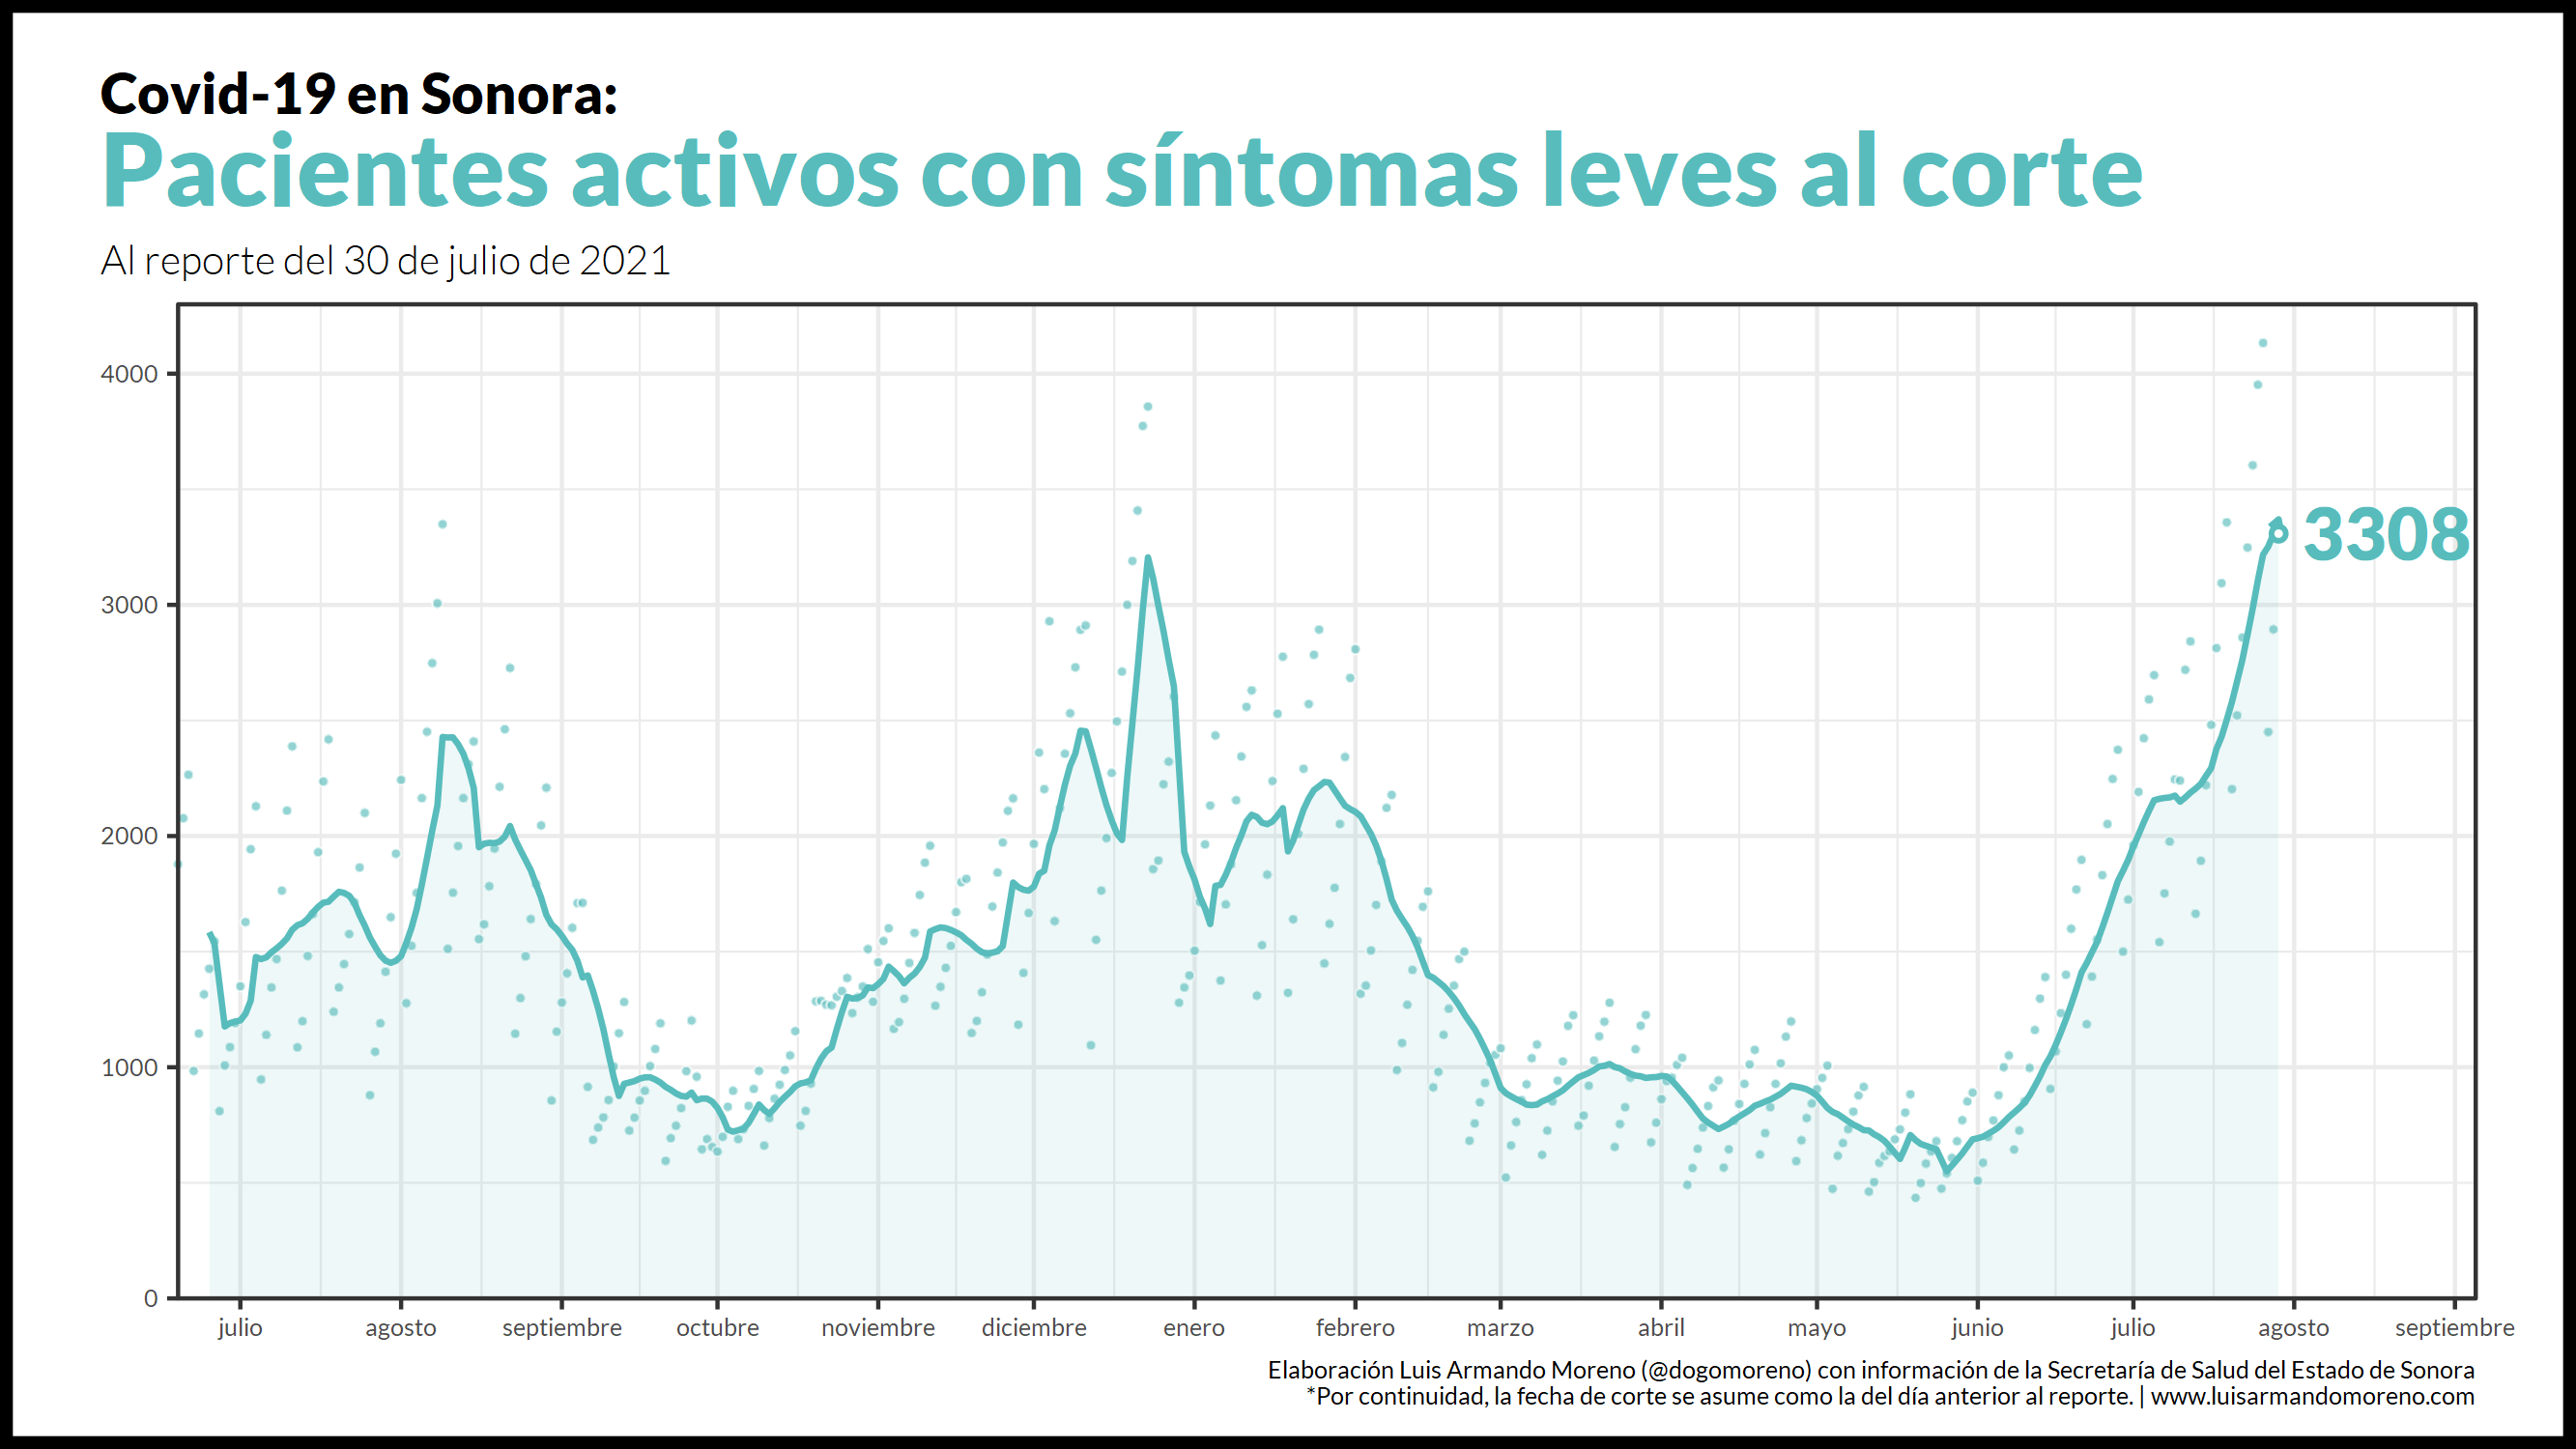 Covid-19 en Sonora:
Pacientes activos con síntomas leves al corte
Al reporte del 30 de julio de 2021
4000
3000
2000
1000
0
3308
julio agosto septiembre octubre noviembre diciembre enero febrero marzo abril mayo junio julio agosto septiembre
Elaboración Luis Armando Moreno (@dogomoreno) con información de la Secretaría de Salud del Estado de Sonora
*Por continuidad, la fecha de corte se asume como la del día anterior al reporte. | www.luisarmandomoreno.com